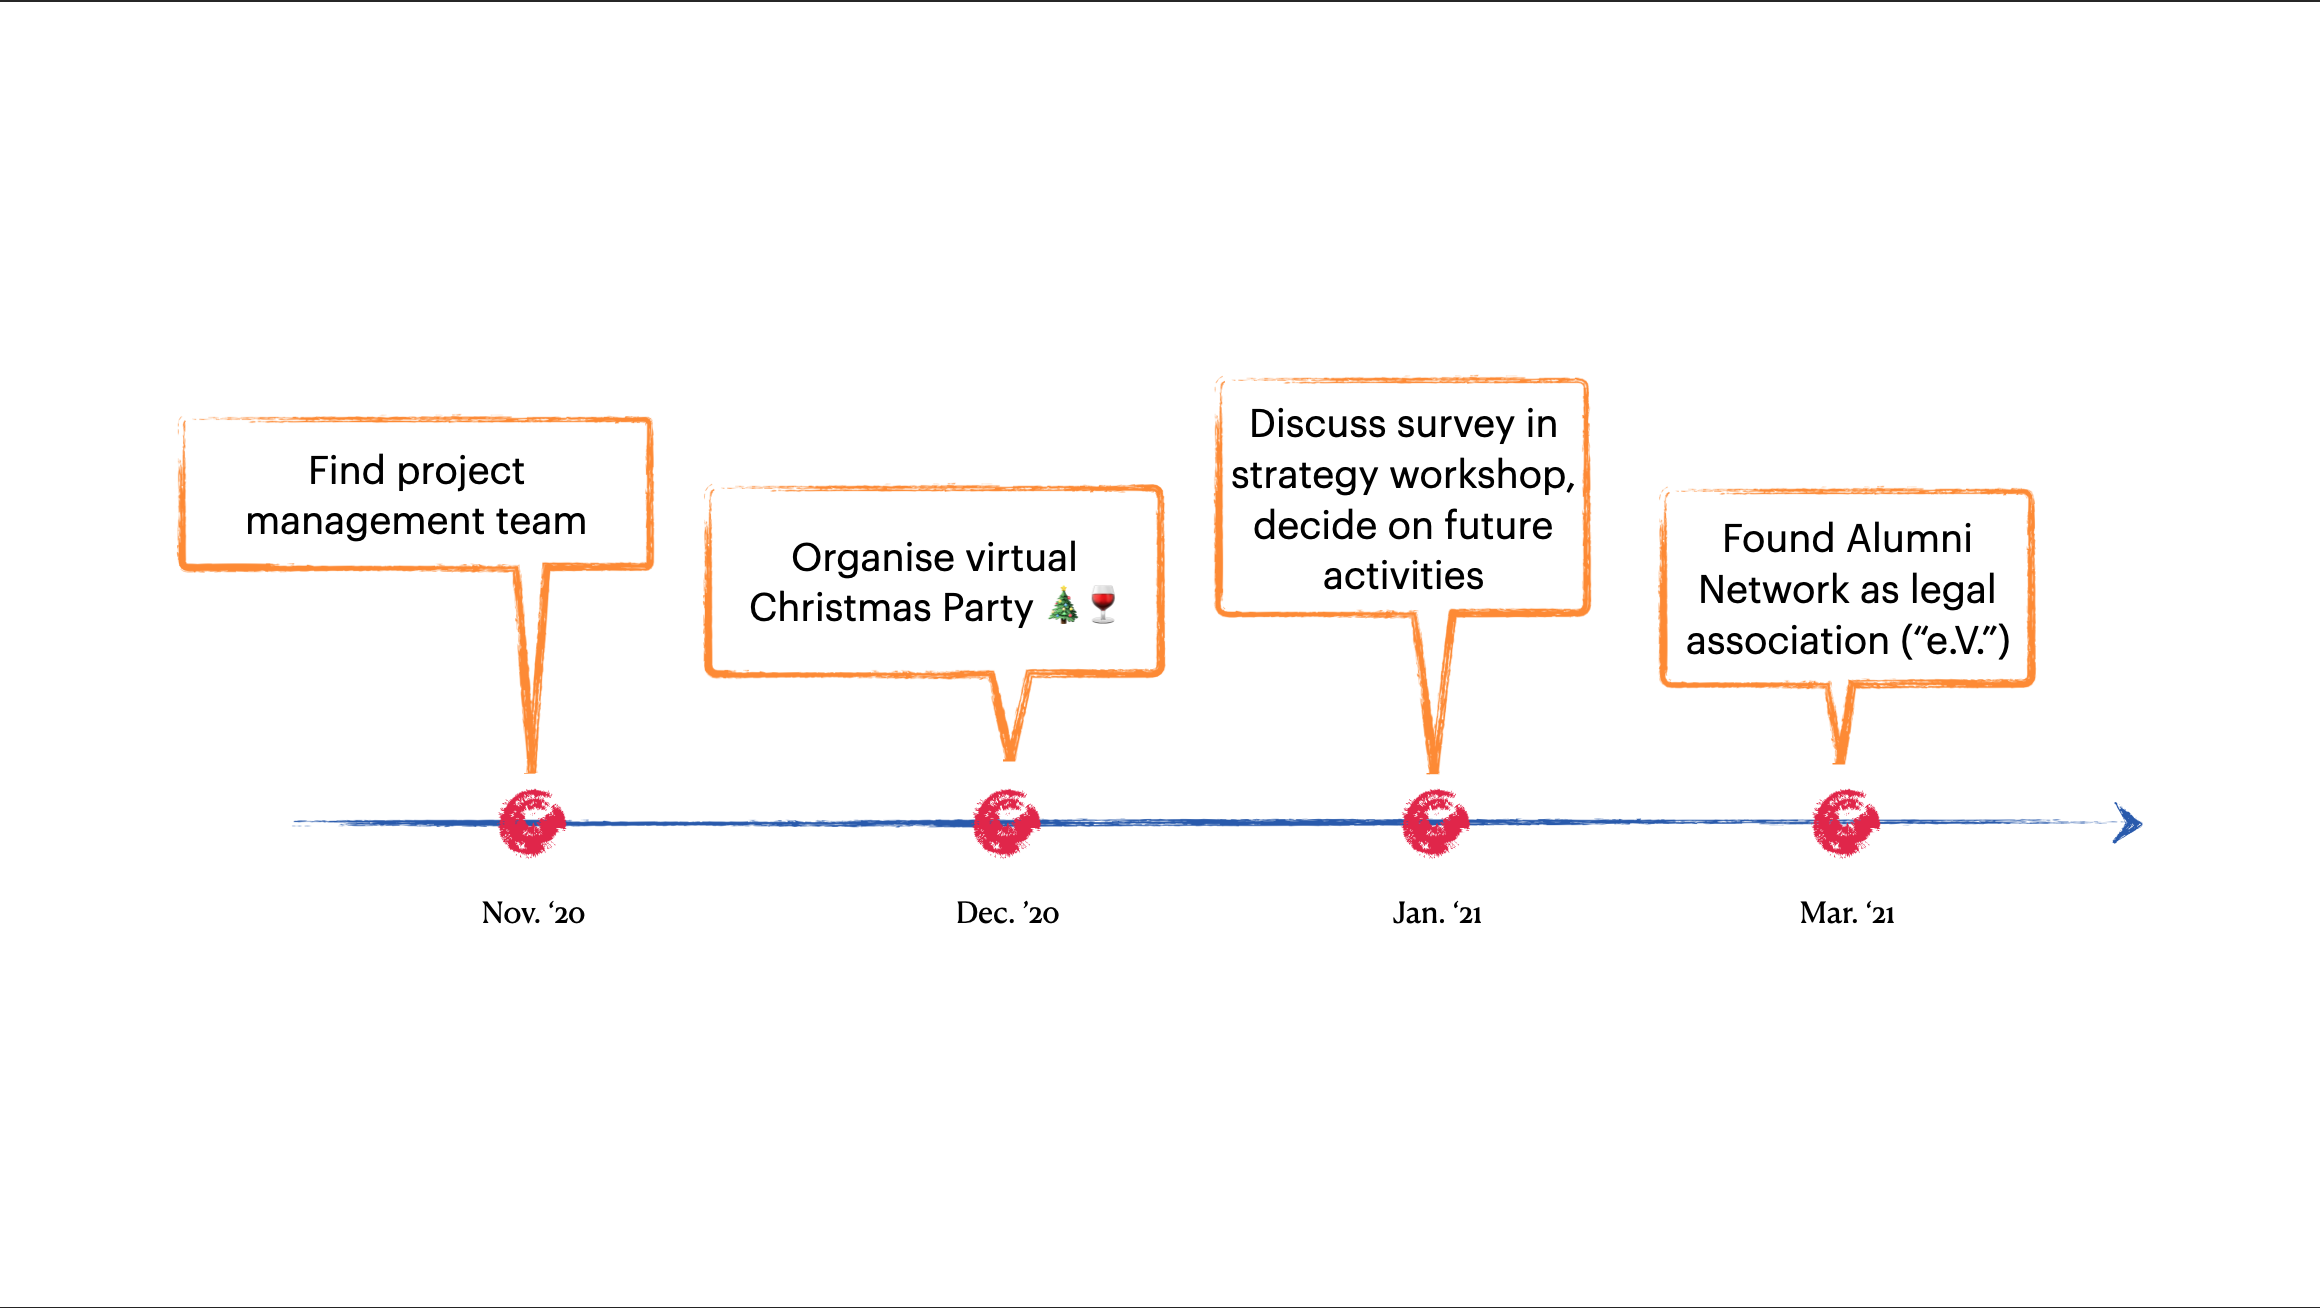 Find project
management team
Organise virtual
Christmas Party 🎄🍷
Discuss survey in
strategy workshop,
decide on future
activities
Found Alumni
Network as legal
association (“e.V.”)
Nov. ‘20
Dec. ’20
Jan. ‘21
Mar. ‘21